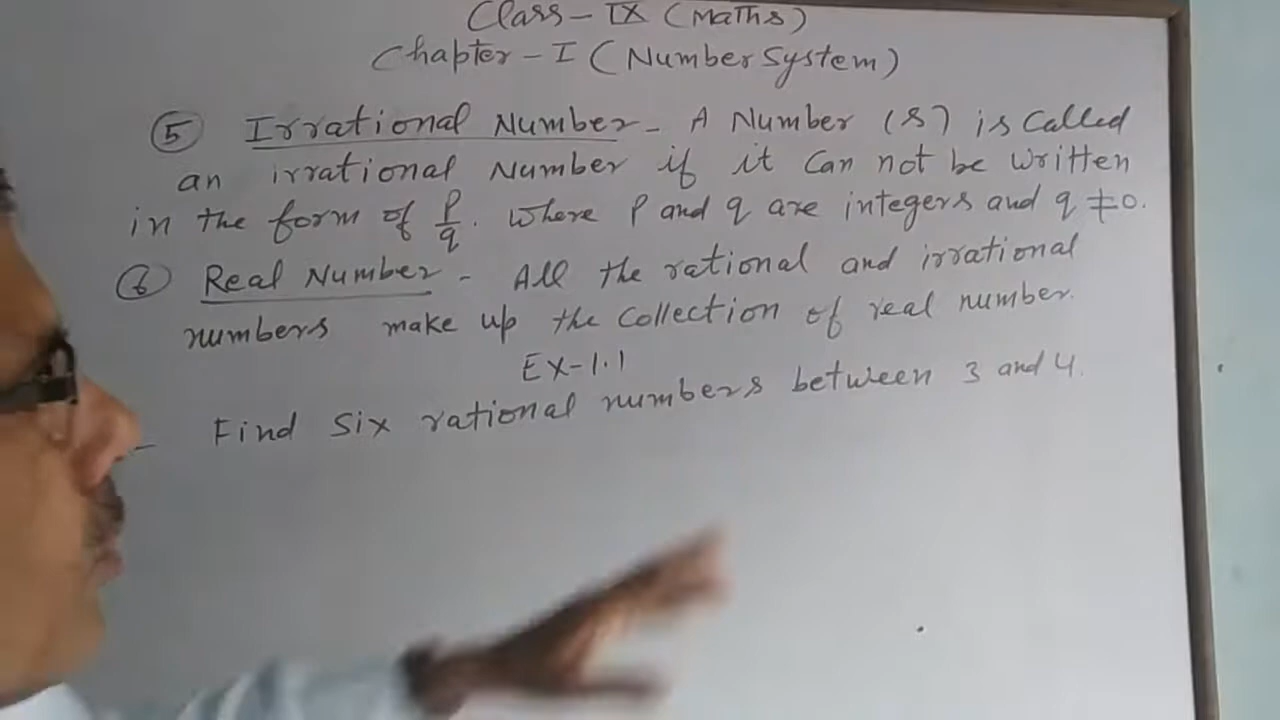 Class - IX (Maths)
Chapter - I (Number System)
⑤ Irrational Number - A Number (s) is called
an irrational Number if it can not be written
in the form of p/q. where p and q are integers and q ≠ 0.
⑥ Real Number - All the rational and irrational
numbers make up the collection of real number.
EX-1.1
Find six rational numbers between 3 and 4.